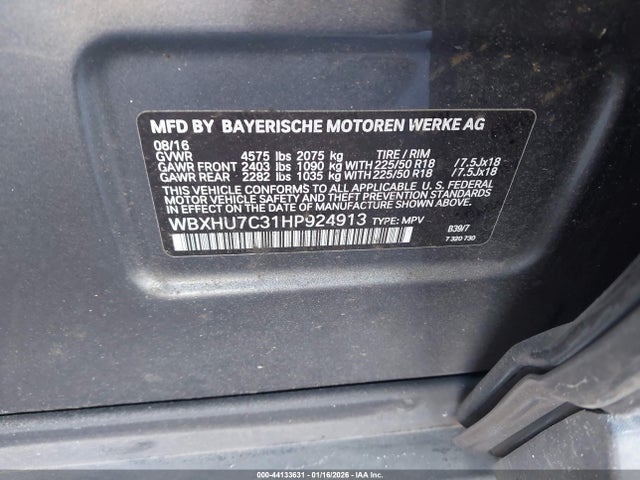 MFD BY BAYERISCHE MOTOREN WERKE AG
08/16
GVWR 4575 lbs 2075 kg TIRE / RIM
GAWR FRONT 2403 lbs 1090 kg WITH 225/50 R18 /7.5Jx18
GAWR REAR 2282 lbs 1035 kg WITH 225/50 R18 /7.5Jx18
THIS VEHICLE CONFORMS TO ALL APPLICABLE U. S. FEDERAL
MOTOR VEHICLE SAFETY, BUMPER, AND THEFT PREVENTION STANDARDS
IN EFFECT ON THE DATE OF MANUFACTURE SHOWN ABOVE.
WBXHU7C31HP924913 TYPE: MPV
B39/7
7 320 730
000-44133631 - 01/16/2026 - IAAI.COM